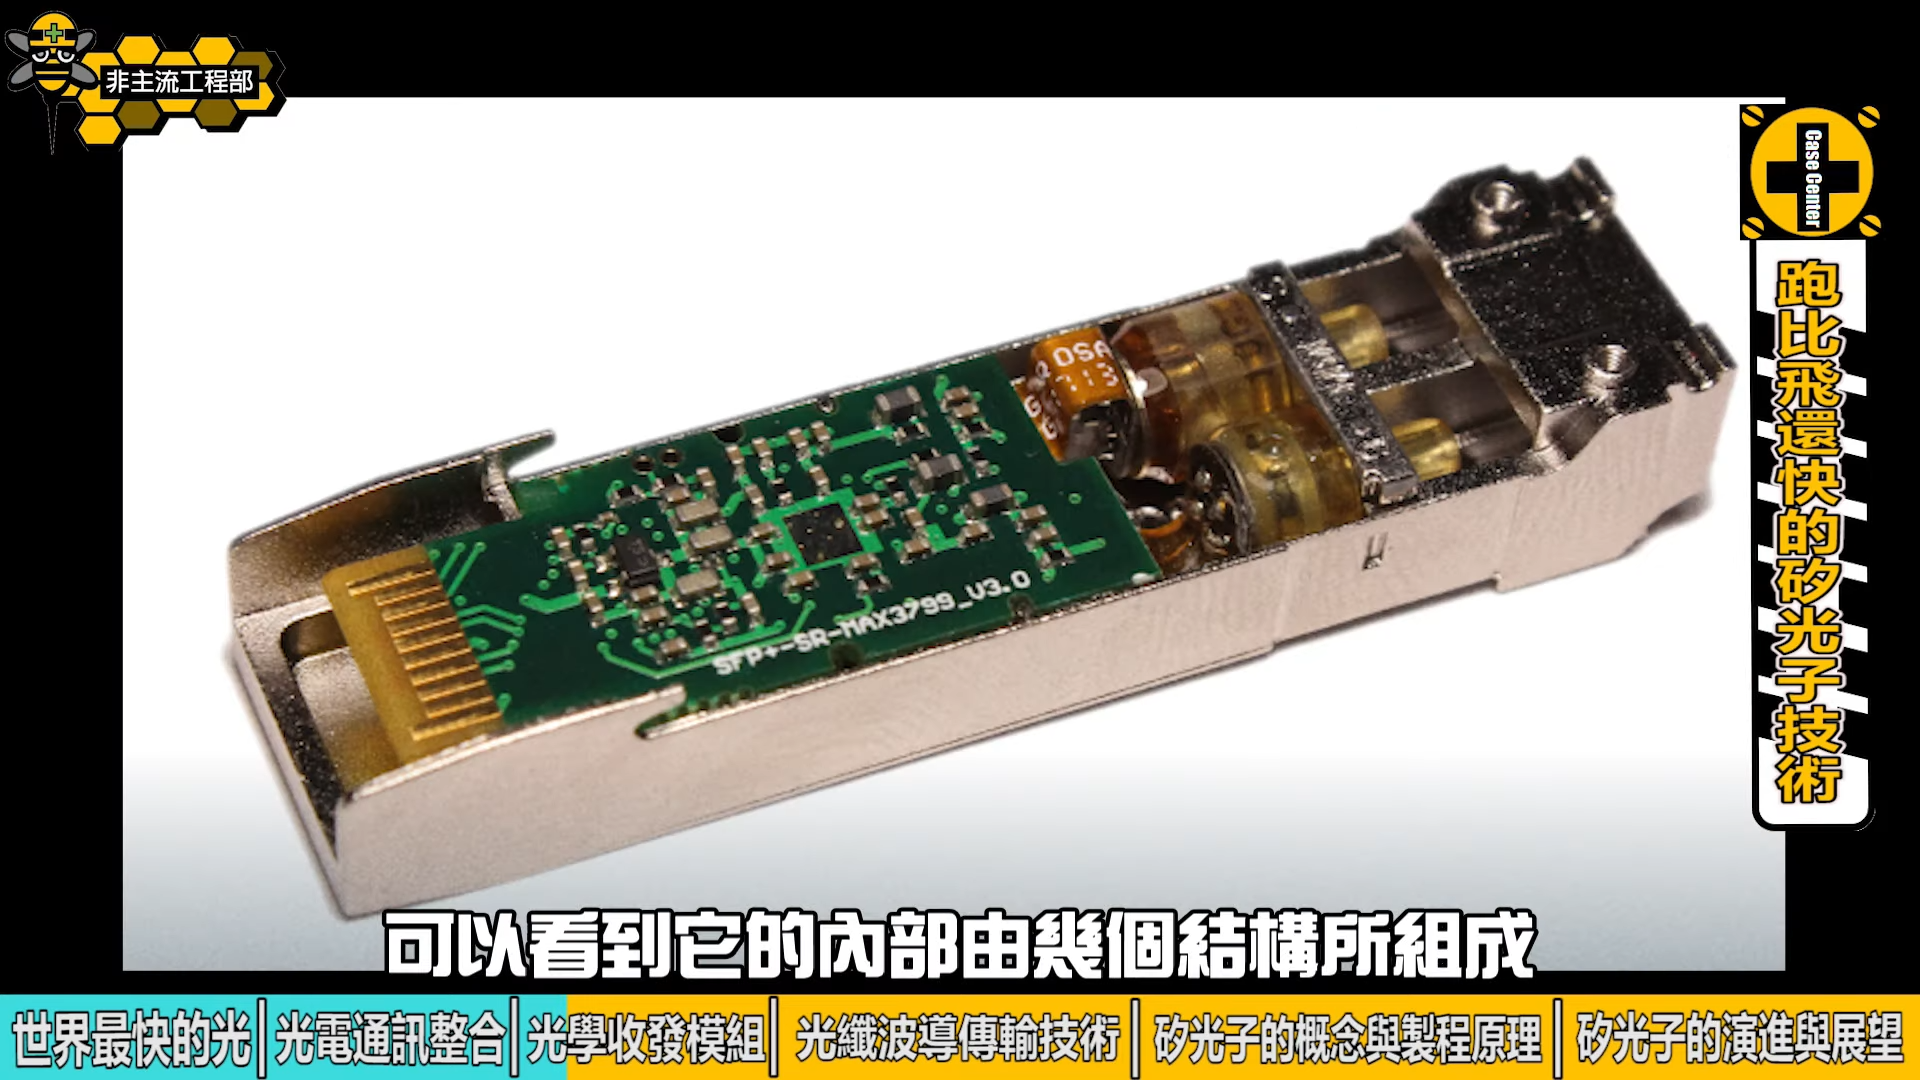 非主流工程部
Case Center
跑比飛還快的矽光子技術
OSA
713
SFP+-SR-MAX3799_V3.0
可以看到它的內部由幾個結構所組成
世界最快的光
光電通訊整合
光學收發模組
光纖波導傳輸技術
矽光子的概念與製程原理
矽光子的演進與展望